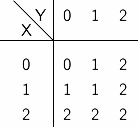 Y 0 1 2
X
0 0 1 2
1 1 1 2
2 2 2 2